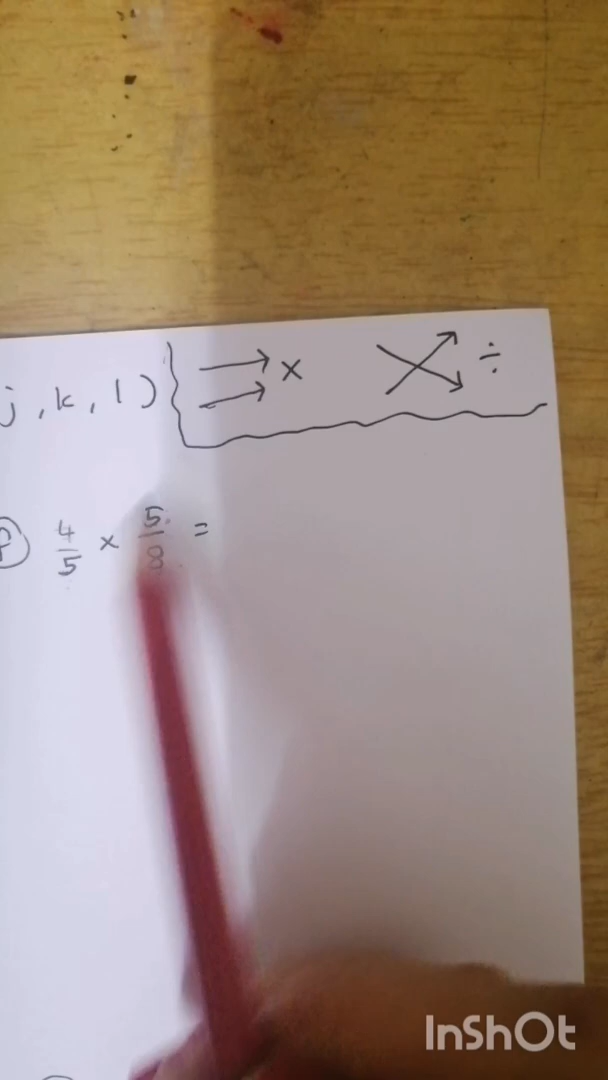 j, k, l) → → × ÷
f 4/5 × 5/8 =
InShOt